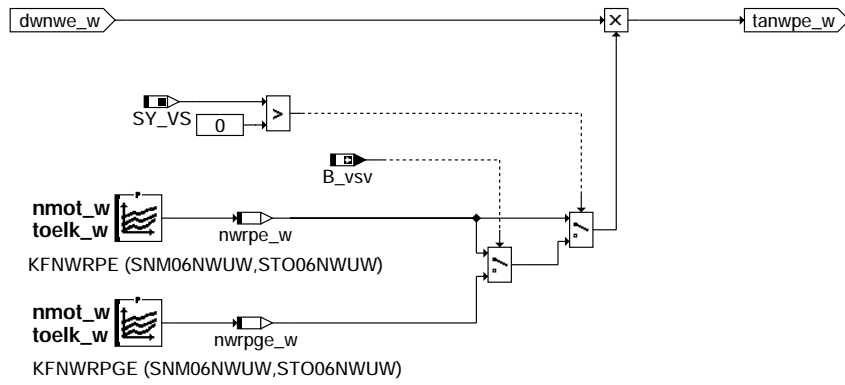 dwnwe_w
tanwpe_w
SY_VS
0
>
B_vsv
P
nmot_w
toelk_w
nwrpe_w
KFNWRPE (SNM06NWUW,STO06NWUW)
P
nmot_w
toelk_w
nwrpge_w
KFNWRPGE (SNM06NWUW,STO06NWUW)